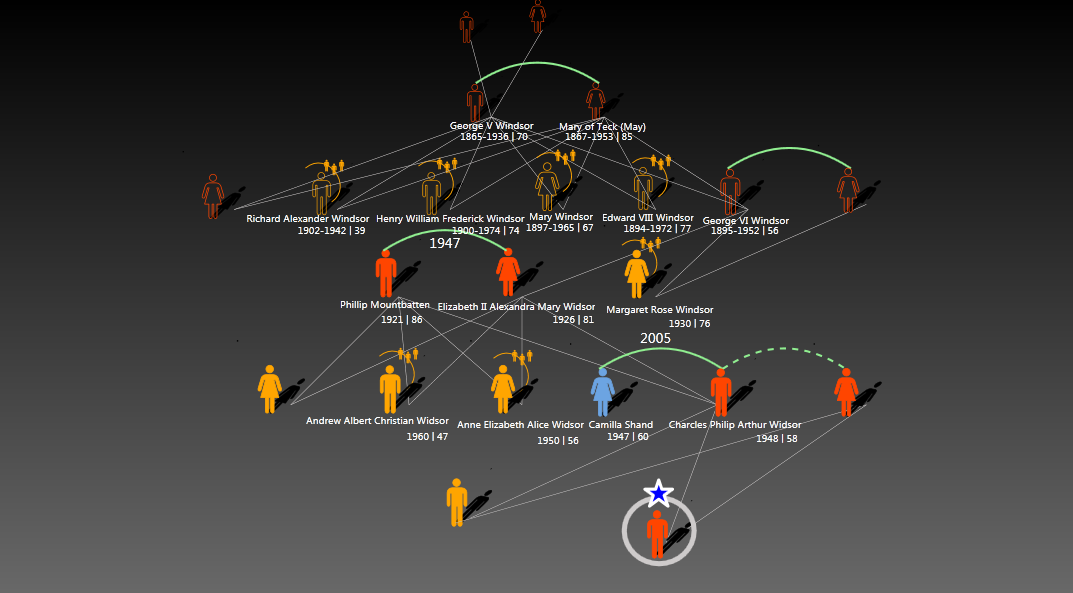 George V Windsor
1865-1936 | 70
Mary of Teck (May)
1867-1953 | 85
Richard Alexander Windsor
1902-1942 | 39
Henry William Frederick Windsor
1900-1974 | 74
Mary Windsor
1897-1965 | 67
Edward VIII Windsor
1894-1972 | 77
George VI Windsor
1895-1952 | 56
1947
Phillip Mountbatten
1921 | 86
Elizabeth II Alexandra Mary Widsor
1926 | 81
Margaret Rose Windsor
1930 | 76
2005
Andrew Albert Christian Widsor
1960 | 47
Anne Elizabeth Alice Widsor
1950 | 56
Camilla Shand
1947 | 60
Charcles Philip Arthur Widsor
1948 | 58